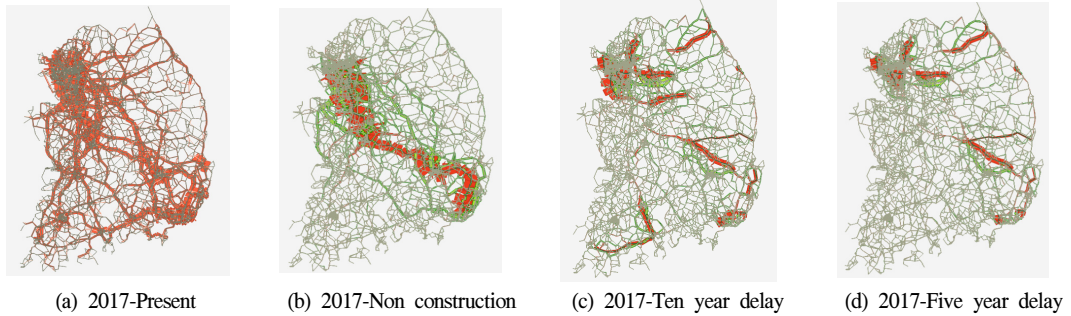 (a) 2017-Present
(b) 2017-Non construction
(c) 2017-Ten year delay
(d) 2017-Five year delay